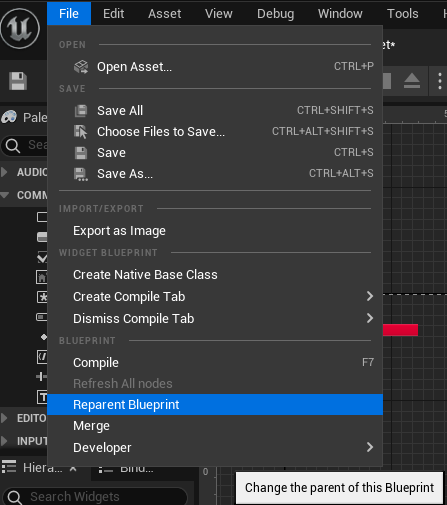 File Edit Asset View Debug Window Tools
OPEN
Open Asset... CTRL+P
SAVE
Save All CTRL+SHIFT+S
Choose Files to Save... CTRL+ALT+SHIFT+S
Save CTRL+S
Save As... CTRL+ALT+S
IMPORT/EXPORT
Export as Image
WIDGET BLUEPRINT
Create Native Base Class
Create Compile Tab
Dismiss Compile Tab
BLUEPRINT
Compile F7
Refresh All nodes
Reparent Blueprint
Merge
Developer
et*
Pale
Sea
AUDIO
COMM
EDITO
INPUT
Hiera...
Bind...
0
Search Widgets
Change the parent of this Blueprint